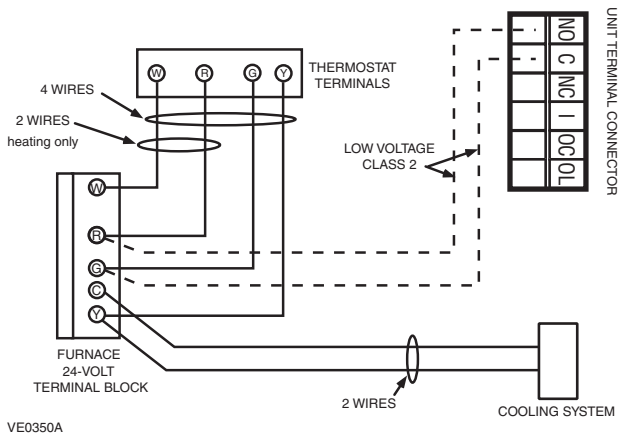 THERMOSTAT
TERMINALS
W R G Y
4 WIRES
2 WIRES
heating only
LOW VOLTAGE
CLASS 2
NO
C
NC
I
OC
OL
UNIT TERMINAL CONNECTOR
W
R
G
C
Y
FURNACE
24-VOLT
TERMINAL BLOCK
2 WIRES
COOLING SYSTEM
VE0350A